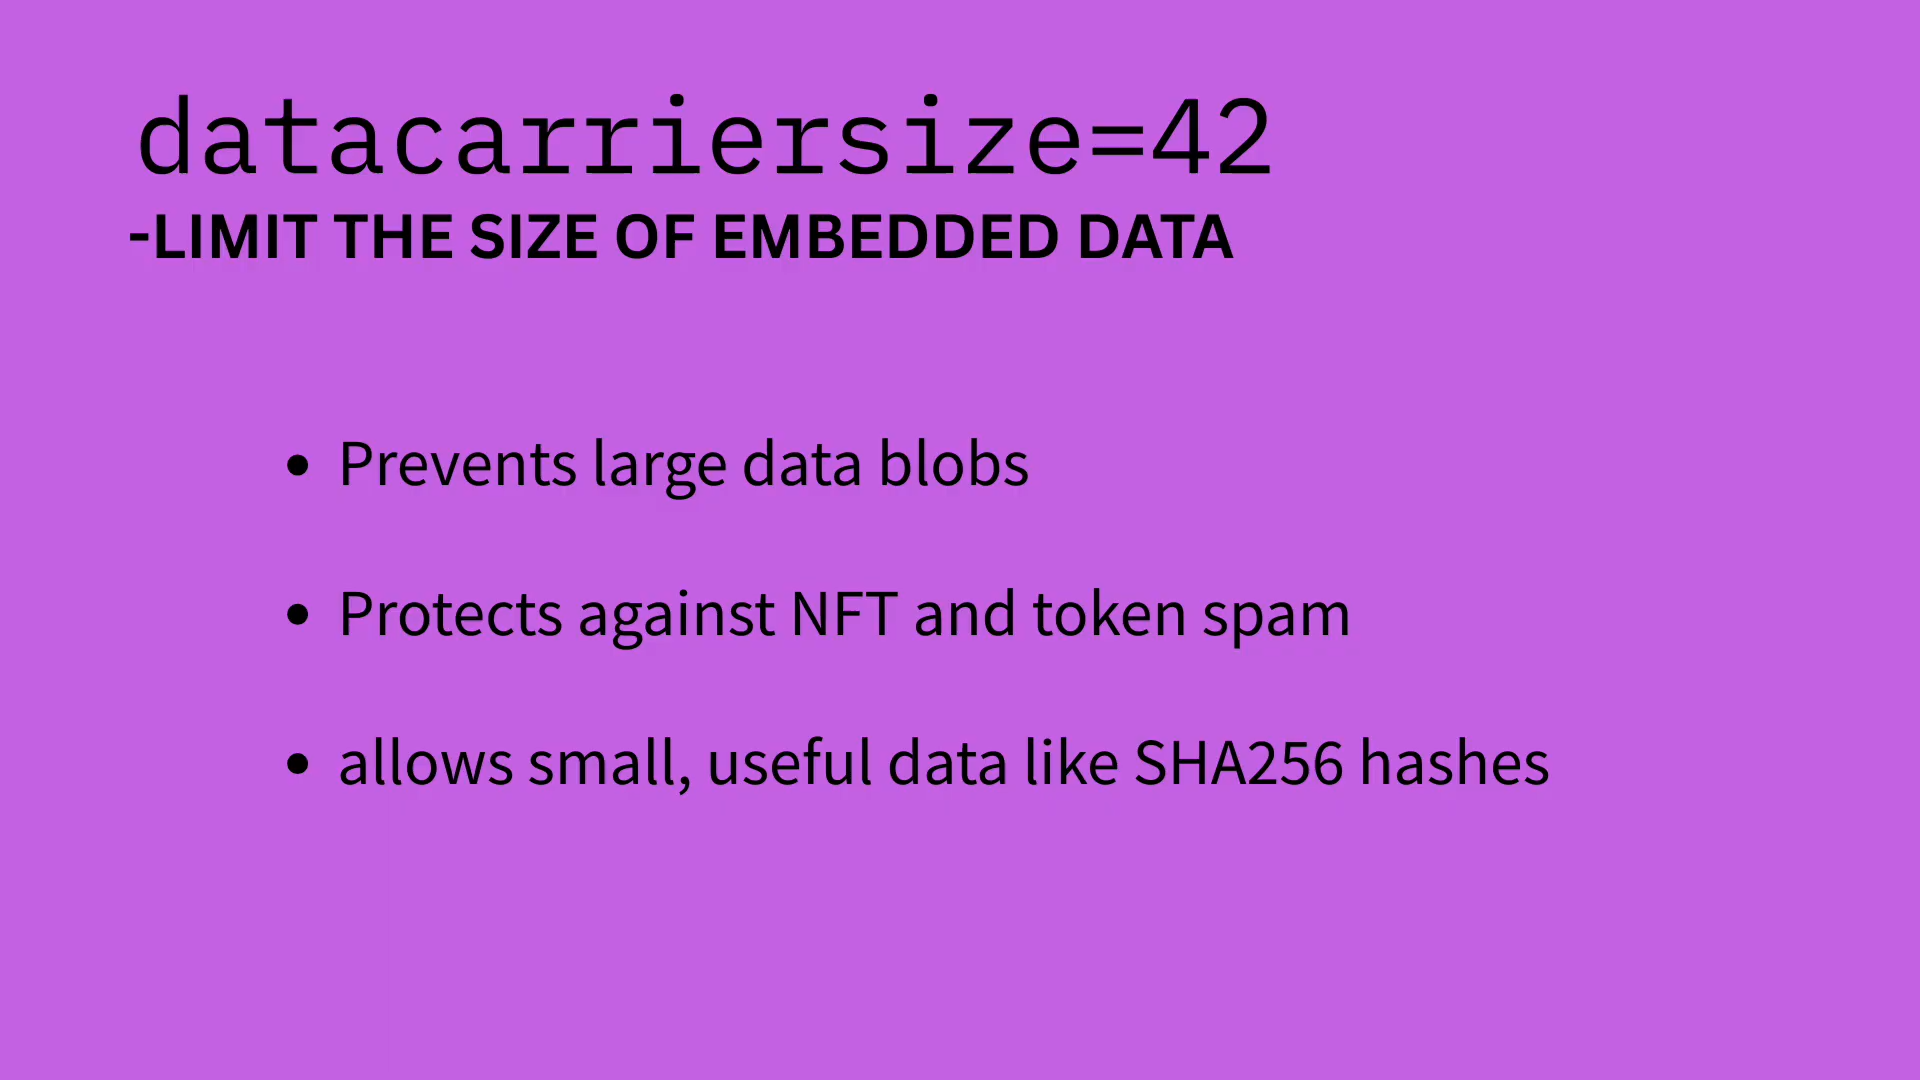 datacarriersize=42
-LIMIT THE SIZE OF EMBEDDED DATA
• Prevents large data blobs
• Protects against NFT and token spam
• allows small, useful data like SHA256 hashes